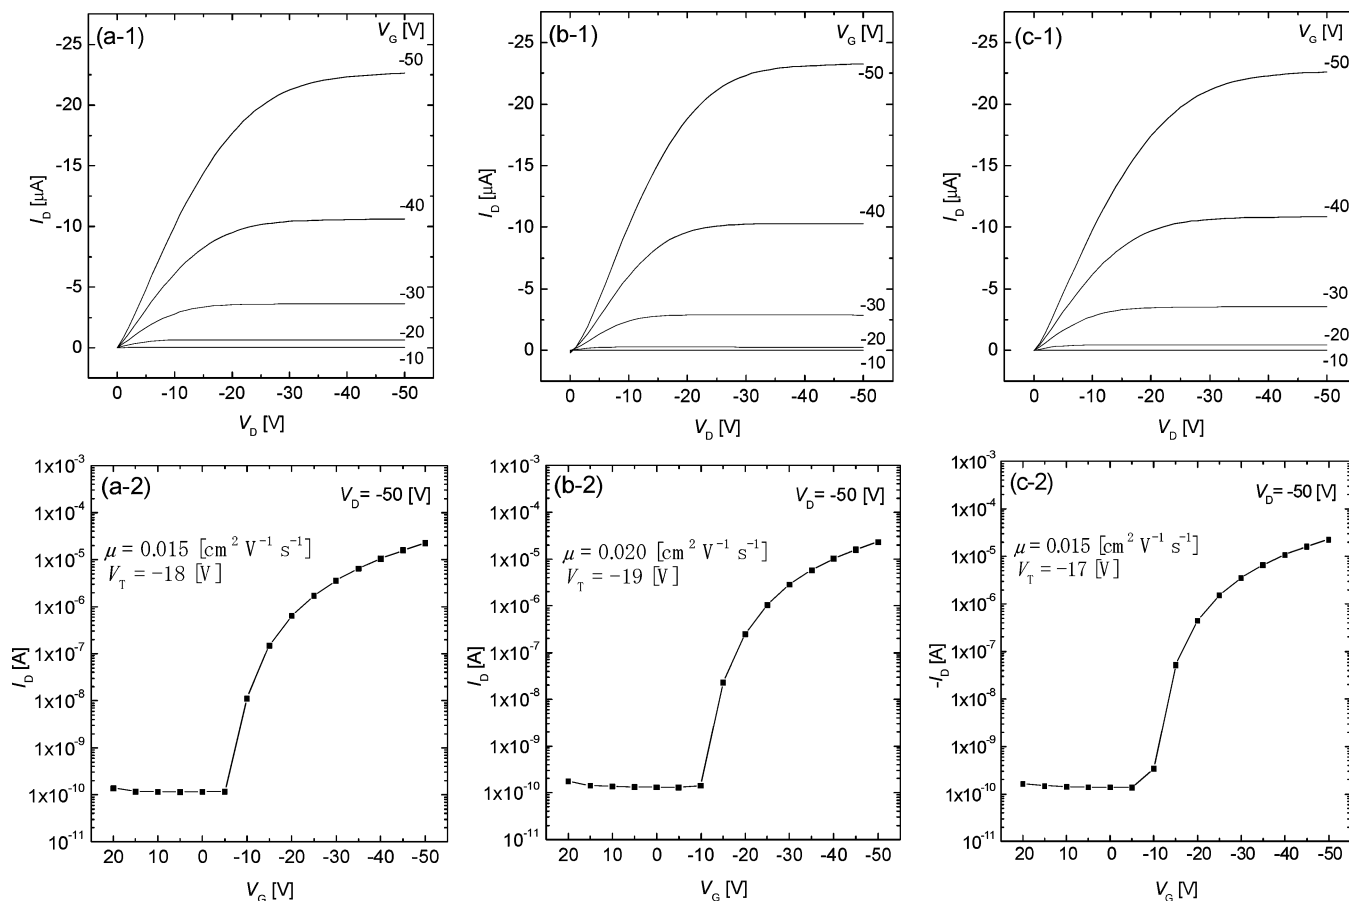 (a-1)
V_G [V]
-25
-20
-15
-10
-5
0
-50
-40
-30
-20
-10
I_D [μA]
0 -10 -20 -30 -40 -50
V_D [V]
(b-1)
V_G [V]
-25
-20
-15
-10
-5
0
-50
-40
-30
-20
-10
I_D [μA]
0 -10 -20 -30 -40 -50
V_D [V]
(c-1)
V_G [V]
-25
-20
-15
-10
-5
0
-50
-40
-30
-20
-10
I_D [μA]
0 -10 -20 -30 -40 -50
V_D [V]
(a-2)
V_D= -50 [V]
μ = 0.015 [cm² V⁻¹ s⁻¹]
V_T = −18 [V]
1x10⁻³
1x10⁻⁴
1x10⁻⁵
1x10⁻⁶
1x10⁻⁷
1x10⁻⁸
1x10⁻⁹
1x10⁻¹⁰
10⁻¹¹
I_D [A]
20 10 0 -10 -20 -30 -40 -50
V_G [V]
(b-2)
V_D= -50 [V]
μ = 0.020 [cm² V⁻¹ s⁻¹]
V_T = −19 [V]
1x10⁻³
1x10⁻⁴
1x10⁻⁵
1x10⁻⁶
1x10⁻⁷
1x10⁻⁸
1x10⁻⁹
1x10⁻¹⁰
10⁻¹¹
I_D [A]
20 10 0 -10 -20 -30 -40 -50
V_G [V]
(c-2)
V_D= -50 [V]
μ = 0.015 [cm² V⁻¹ s⁻¹]
V_T = −17 [V]
1x10⁻³
1x10⁻⁴
1x10⁻⁵
1x10⁻⁶
1x10⁻⁷
1x10⁻⁸
1x10⁻⁹
1x10⁻¹⁰
10⁻¹¹
-I_D [A]
20 10 0 -10 -20 -30 -40 -50
V_G [V]